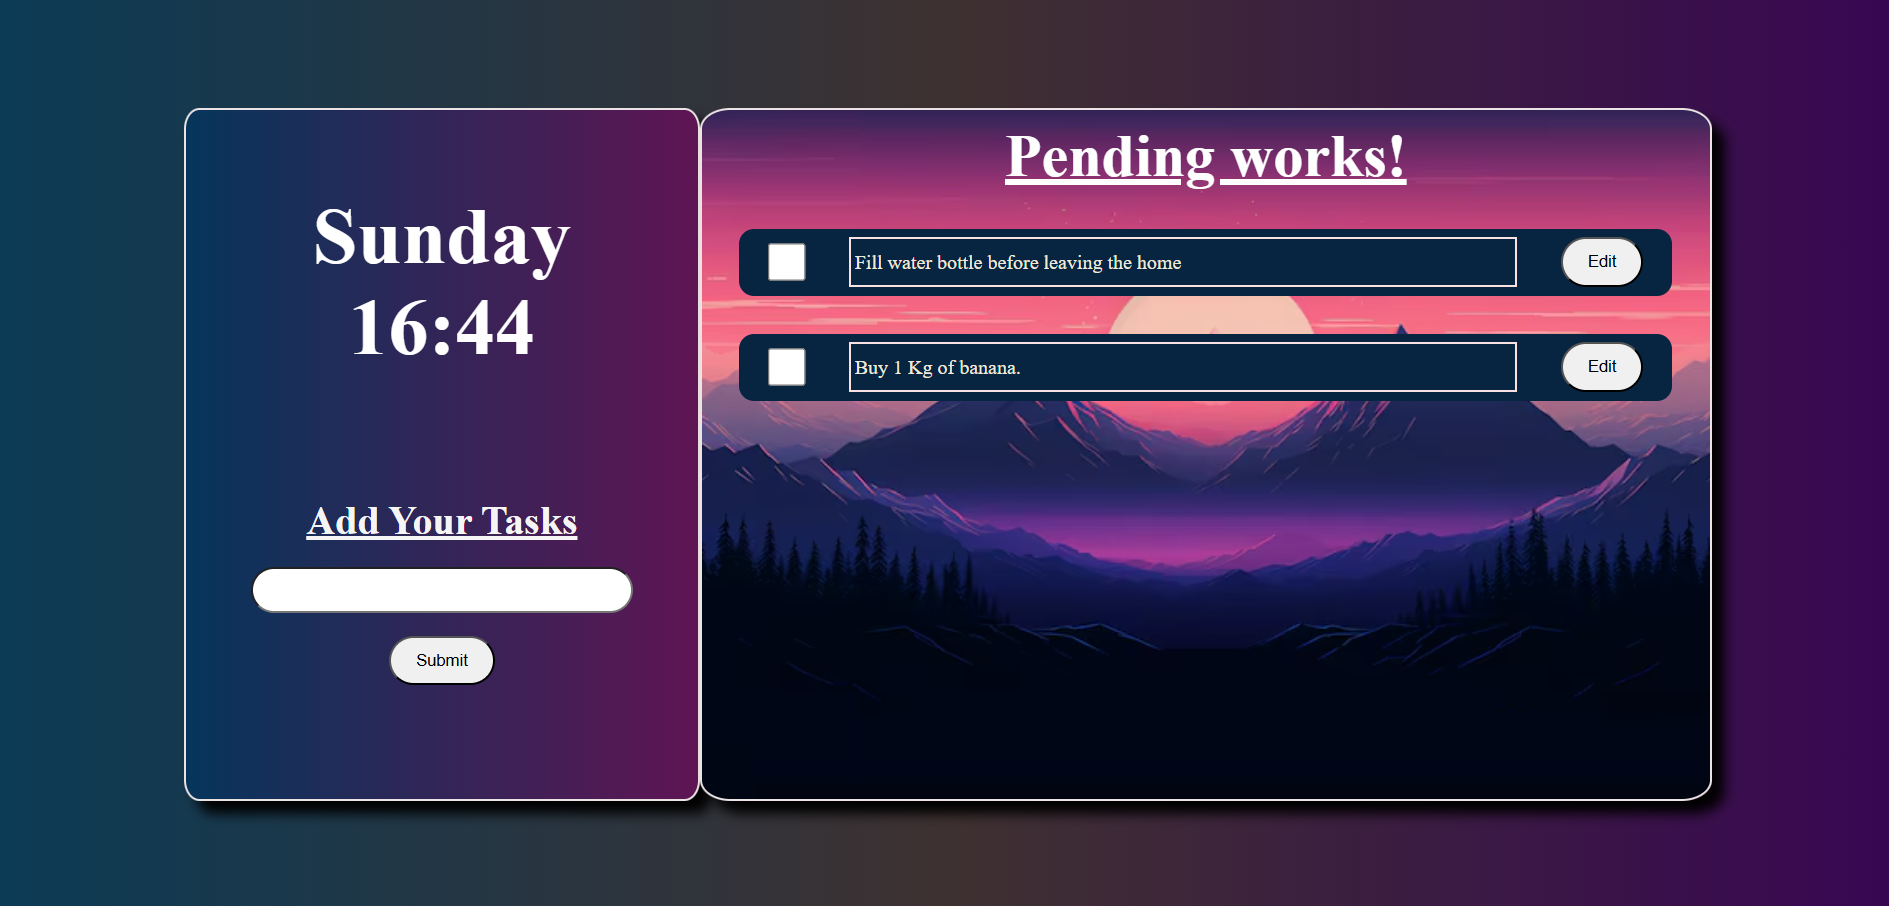 Sunday
16:44
Add Your Tasks
Submit
Pending works!
Fill water bottle before leaving the home
Edit
Buy 1 Kg of banana.
Edit